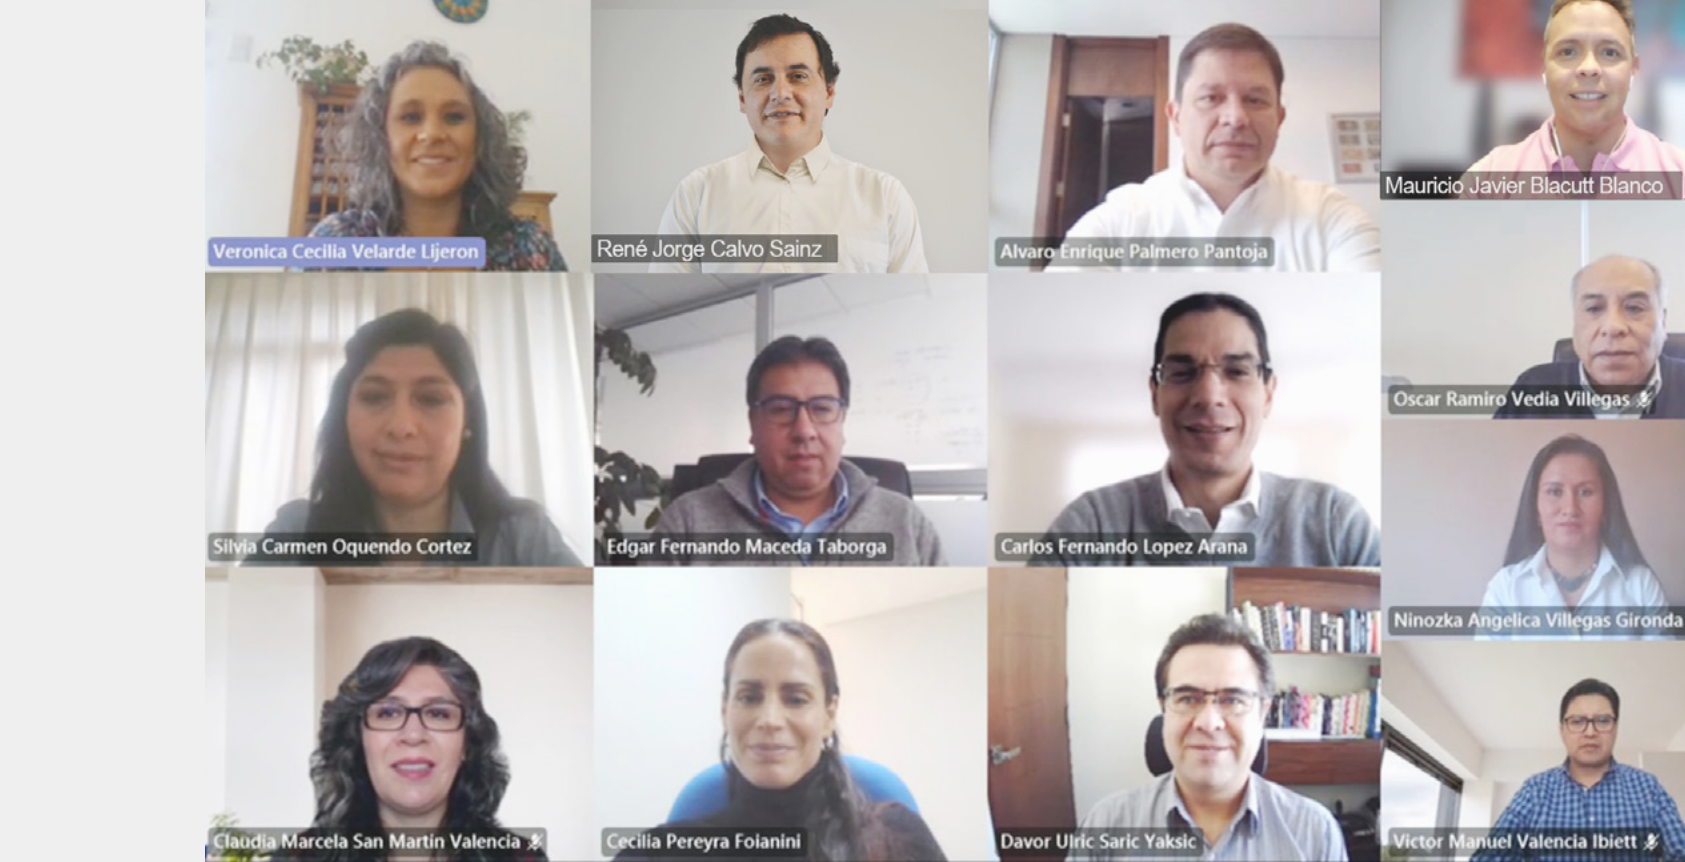 Veronica Cecilia Velarde Lijeron
René Jorge Calvo Sainz
Alvaro Enrique Palmero Pantoja
Mauricio Javier Blacutt Blanco
Oscar Ramiro Vedia Villegas
Silvia Carmen Oquendo Cortez
Edgar Fernando Maceda Taborga
Carlos Fernando Lopez Arana
Ninozka Angelica Villegas Gironda
Claudia Marcela San Martín Valencia
Cecilia Pereyra Foianini
Davor Ulric Saric Yaksic
Victor Manuel Valencia Ibiett